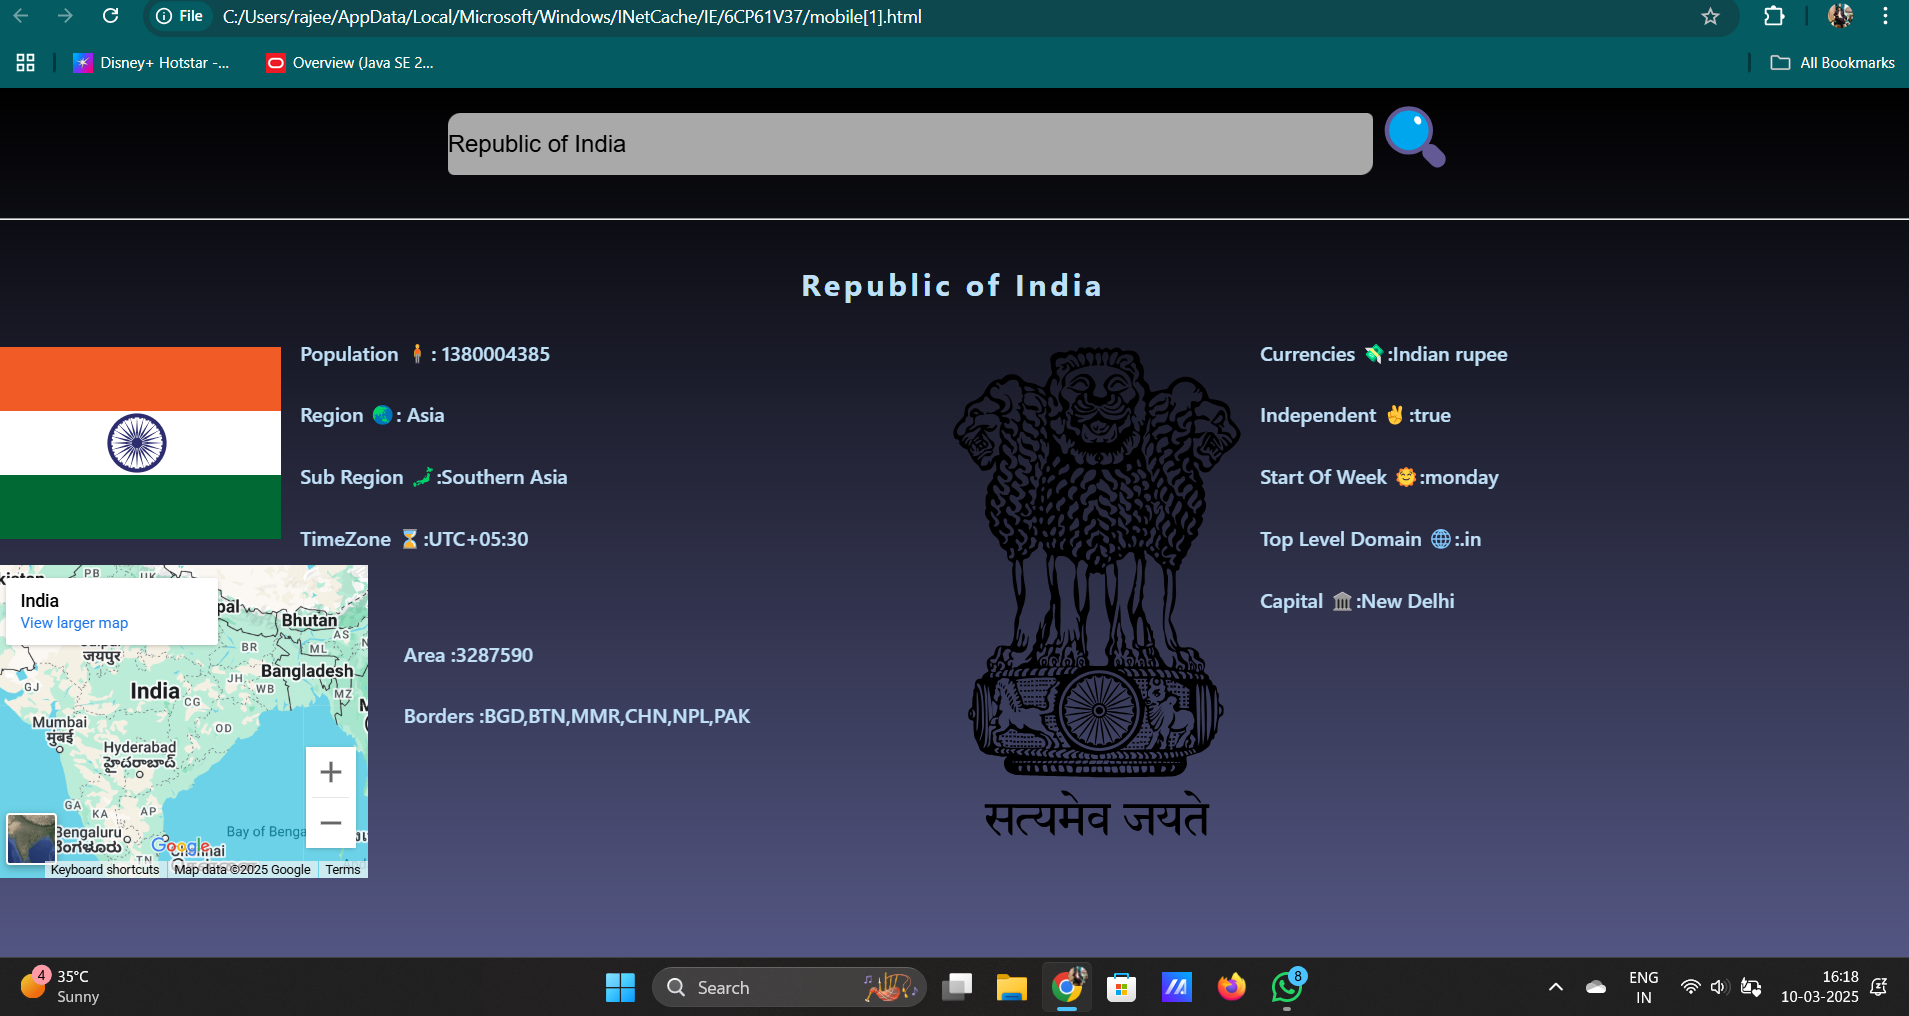 File C:/Users/rajee/AppData/Local/Microsoft/Windows/INetCache/IE/6CP61V37/mobile[1].html
Disney+ Hotstar -... Overview (Java SE 2... All Bookmarks
Republic of India
Republic of India
Population : 1380004385
Region : Asia
Sub Region :Southern Asia
TimeZone :UTC+05:30
Area :3287590
Borders :BGD,BTN,MMR,CHN,NPL,PAK
Currencies :Indian rupee
Independent :true
Start Of Week :monday
Top Level Domain :.in
Capital :New Delhi
सत्यमेव जयते
PB
India
View larger map
Bhutan
AS
जयपुर
BR
ML
Bangladesh
GJ
India
JH
WB
MZ
CG
Mumbai
मुंबई
OD
Hyderabad
హైదరాబాద్
GA
KA
AP
Bengaluru
ಬೆಂಗಳೂರು
TN
Google
Keyboard shortcuts Map data ©2025 Google Terms
4 35°C
Sunny
Search
8
ENG
IN
16:18
10-03-2025